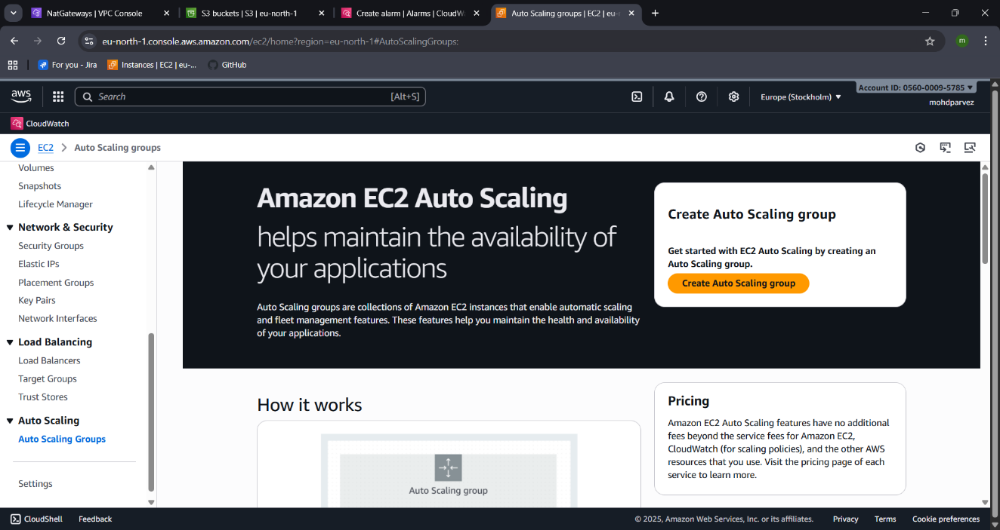 NatGateways | VPC Console
S3 buckets | S3 | eu-north-1
Create alarm | Alarms | CloudW
Auto Scaling groups | EC2 | eu-
eu-north-1.console.aws.amazon.com/ec2/home?region=eu-north-1#AutoScalingGroups:
m
For you - Jira
Instances | EC2 | eu-...
GitHub
aws
Search
[Alt+S]
Europe (Stockholm)
Account ID: 0560-0009-5785
mohdparvez
CloudWatch
EC2
Auto Scaling groups
Volumes
Snapshots
Lifecycle Manager
Network & Security
Security Groups
Elastic IPs
Placement Groups
Key Pairs
Network Interfaces
Load Balancing
Load Balancers
Target Groups
Trust Stores
Auto Scaling
Auto Scaling Groups
Settings
Amazon EC2 Auto Scaling
helps maintain the availability of
your applications
Auto Scaling groups are collections of Amazon EC2 instances that enable automatic scaling
and fleet management features. These features help you maintain the health and availability
of your applications.
Create Auto Scaling group
Get started with EC2 Auto Scaling by creating an
Auto Scaling group.
Create Auto Scaling group
How it works
Auto Scaling group
Pricing
Amazon EC2 Auto Scaling features have no additional
fees beyond the service fees for Amazon EC2,
CloudWatch (for scaling policies), and the other AWS
resources that you use. Visit the pricing page of each
service to learn more.
CloudShell
Feedback
© 2025, Amazon Web Services, Inc. or its affiliates.
Privacy
Terms
Cookie preferences